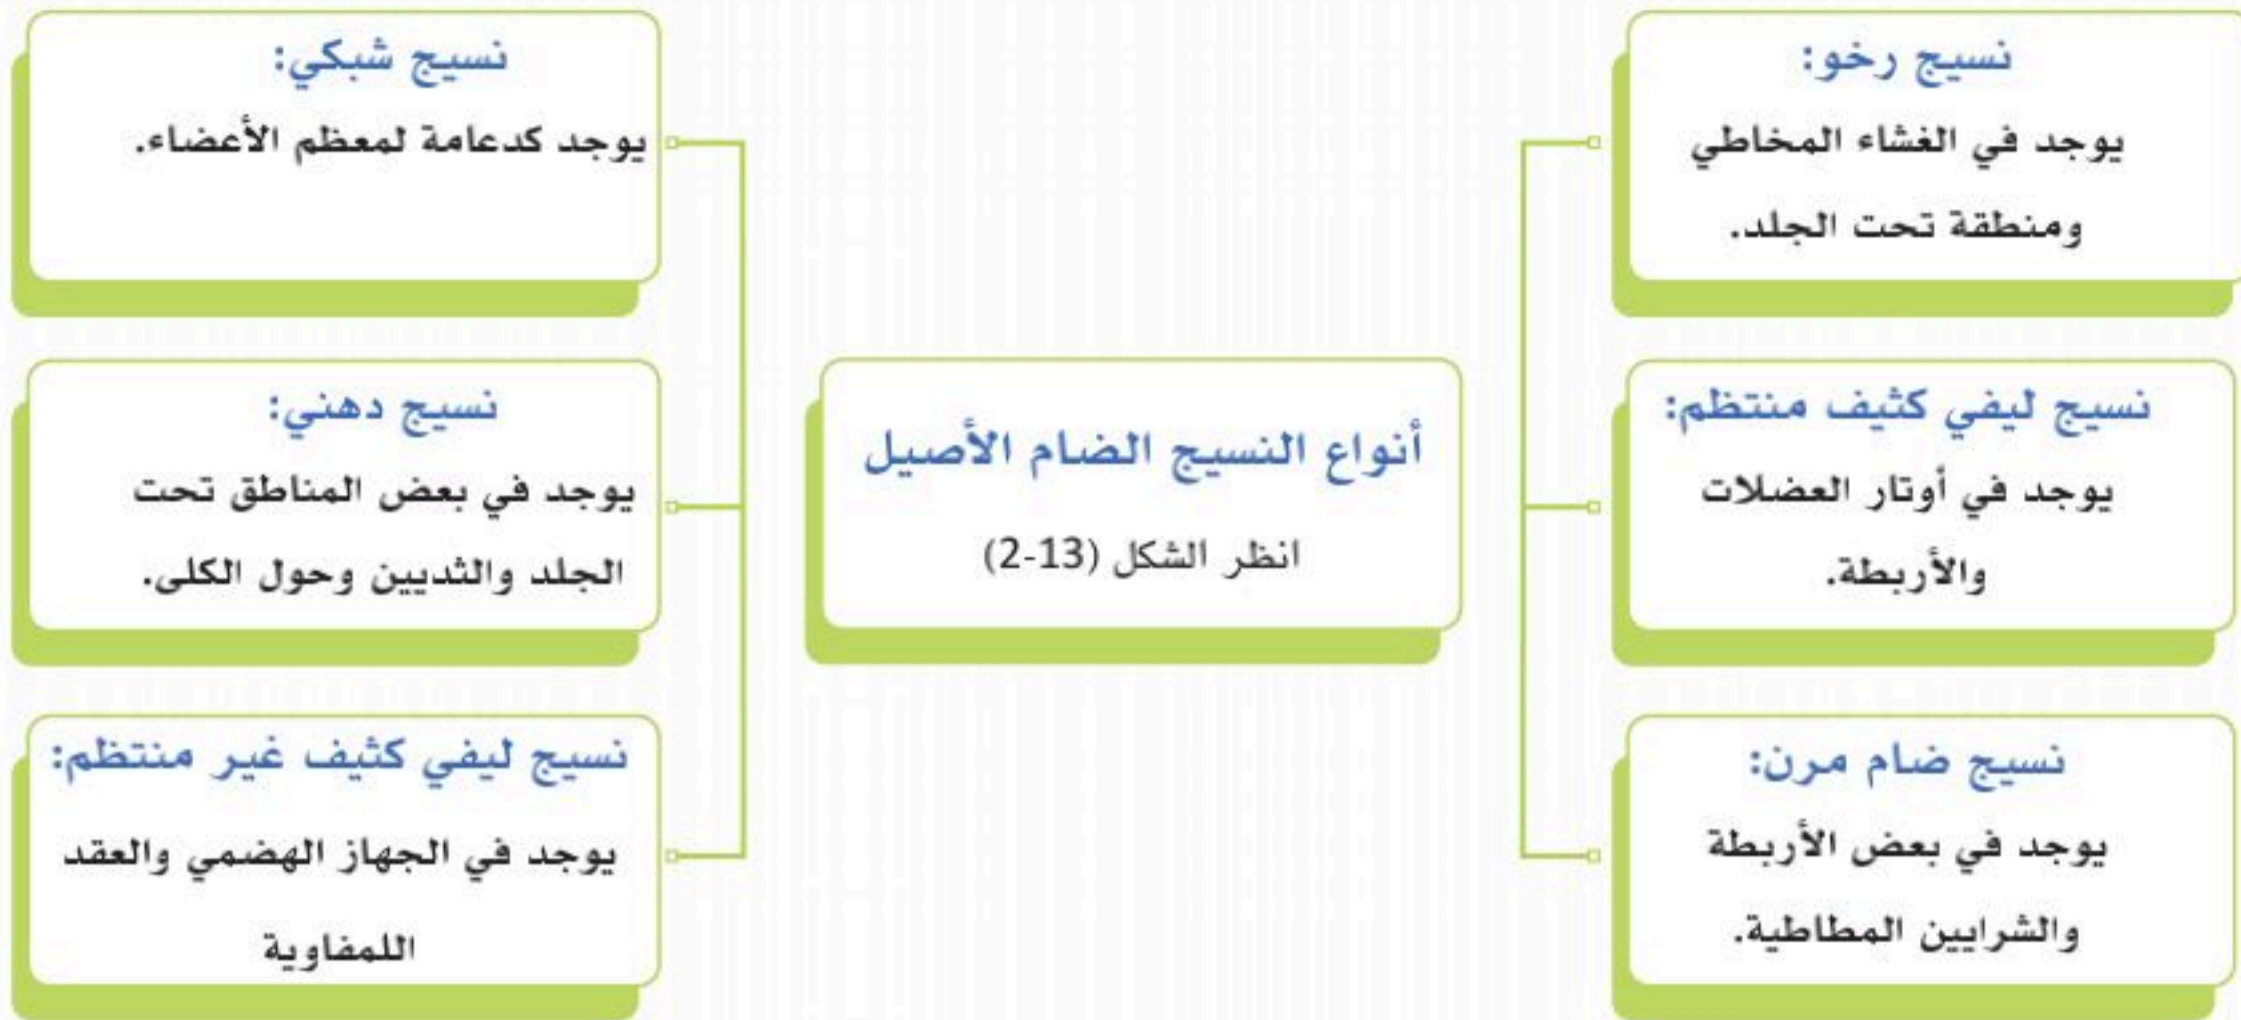 أنواع النسيج الضام الأصيل
انظر الشكل (13-2)
نسيج رخو:
يوجد في الغشاء المخاطي
ومنطقة تحت الجلد.
نسيج ليفي كثيف منتظم:
يوجد في أوتار العضلات
والأربطة.
نسيج ضام مرن:
يوجد في بعض الأربطة
والشرايين المطاطية.
نسيج شبكي:
يوجد كدعامة لمعظم الأعضاء.
نسيج دهني:
يوجد في بعض المناطق تحت
الجلد والثديين وحول الكلى.
نسيج ليفي كثيف غير منتظم:
يوجد في الجهاز الهضمي والعقد
اللمفاوية